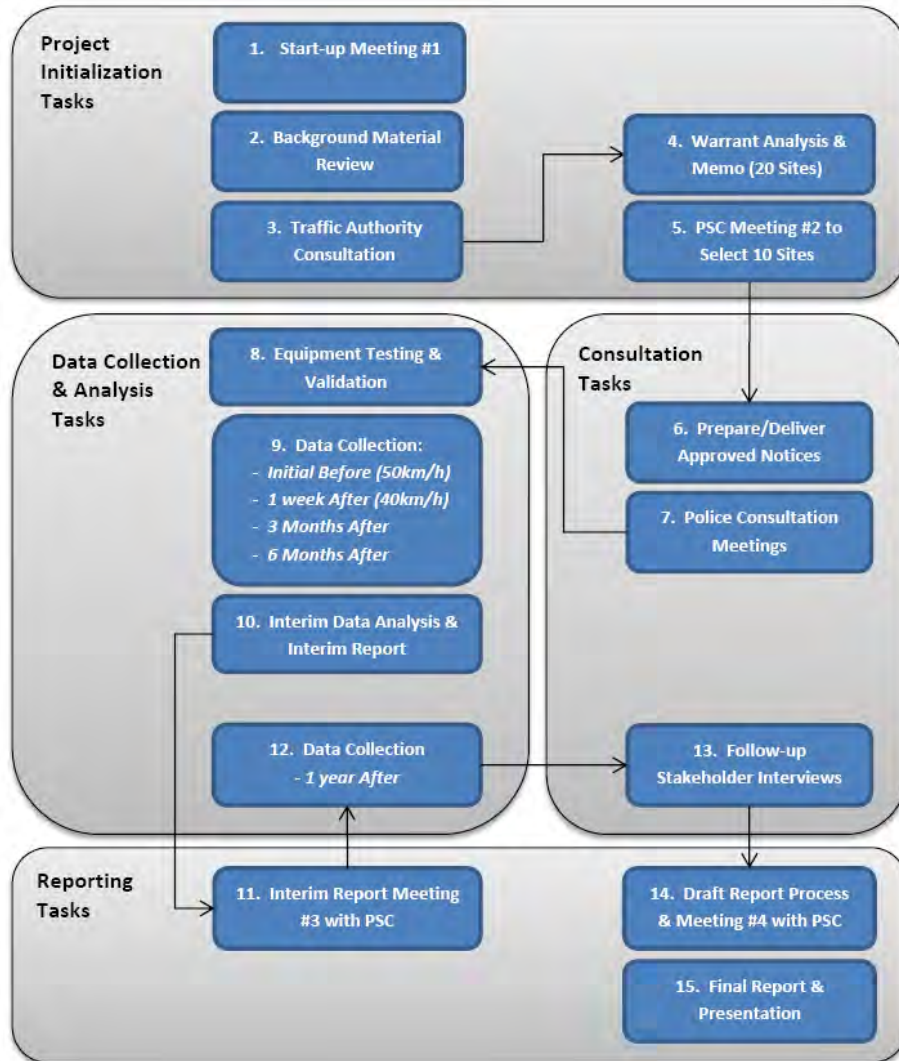 Project
Initialization
Tasks
1. Start-up Meeting #1
2. Background Material
Review
3. Traffic Authority
Consultation
4. Warrant Analysis &
Memo (20 Sites)
5. PSC Meeting #2 to
Select 10 Sites
Data Collection
& Analysis
Tasks
8. Equipment Testing &
Validation
9. Data Collection:
- Initial Before (50km/h)
- 1 week After (40km/h)
- 3 Months After
- 6 Months After
10. Interim Data Analysis &
Interim Report
12. Data Collection
- 1 year After
Consultation
Tasks
6. Prepare/Deliver
Approved Notices
7. Police Consultation
Meetings
13. Follow-up
Stakeholder Interviews
Reporting
Tasks
11. Interim Report Meeting
#3 with PSC
14. Draft Report Process
& Meeting #4 with PSC
15. Final Report &
Presentation